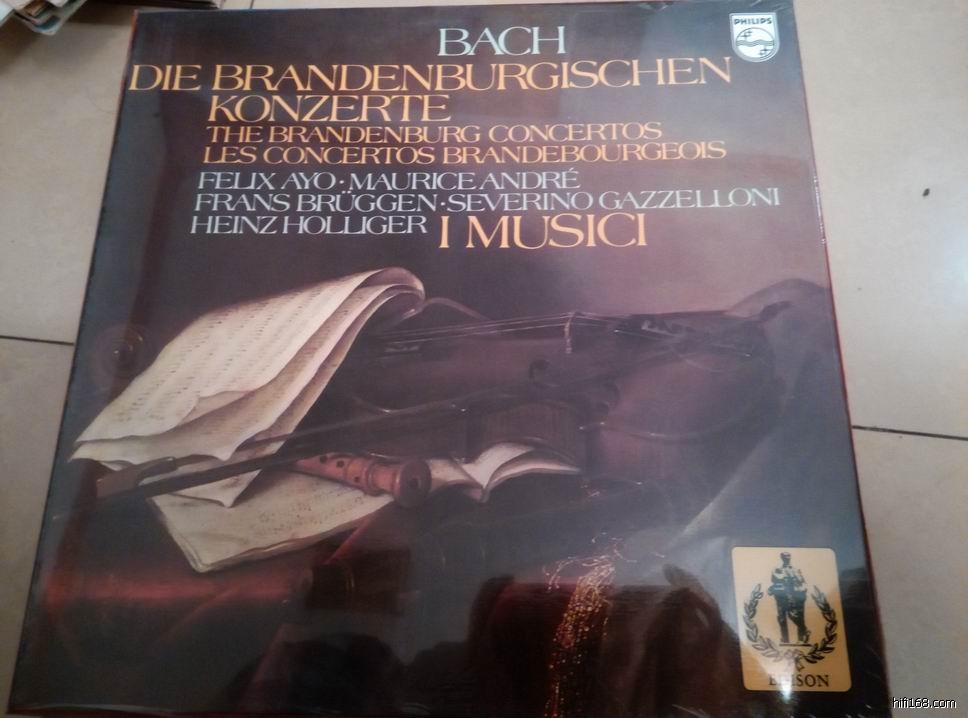 BACH
PHILIPS
DIE BRANDENBURGISCHEN
KONZERTE
THE BRANDENBURG CONCERTOS
LES CONCERTOS BRANDEBOURGEOIS
FELIX AYO · MAURICE ANDRÉ
FRANS BRÜGGEN · SEVERINO GAZZELLONI
HEINZ HOLLIGER I MUSICI
EDISON
hifi168.com